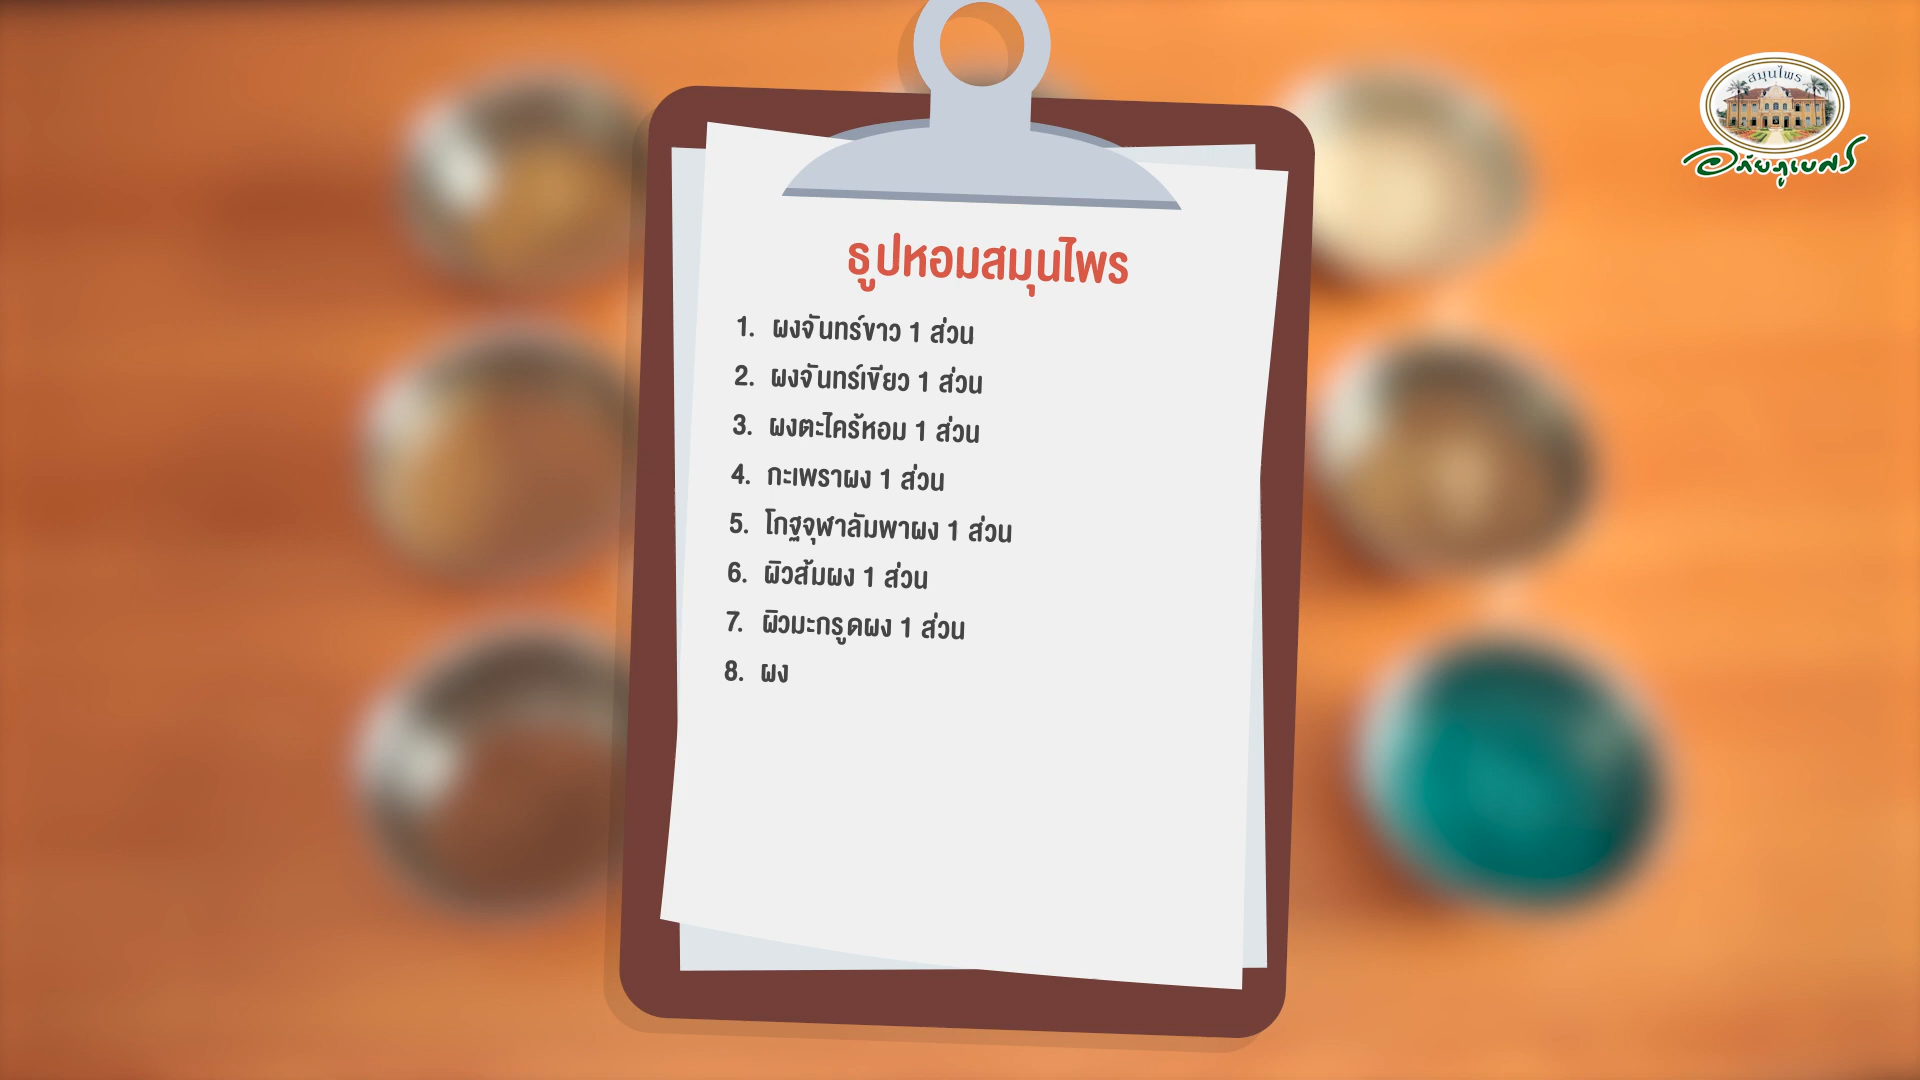 สมุนไพร
อภัยภูเบศร
ธูปหอมสมุนไพร
1. ผงจันทร์ขาว 1 ส่วน
2. ผงจันทร์เขียว 1 ส่วน
3. ผงตะไคร้หอม 1 ส่วน
4. กะเพราผง 1 ส่วน
5. โกฐจุฬาลัมพาผง 1 ส่วน
6. ผิวส้มผง 1 ส่วน
7. ผิวมะกรูดผง 1 ส่วน
8. ผง